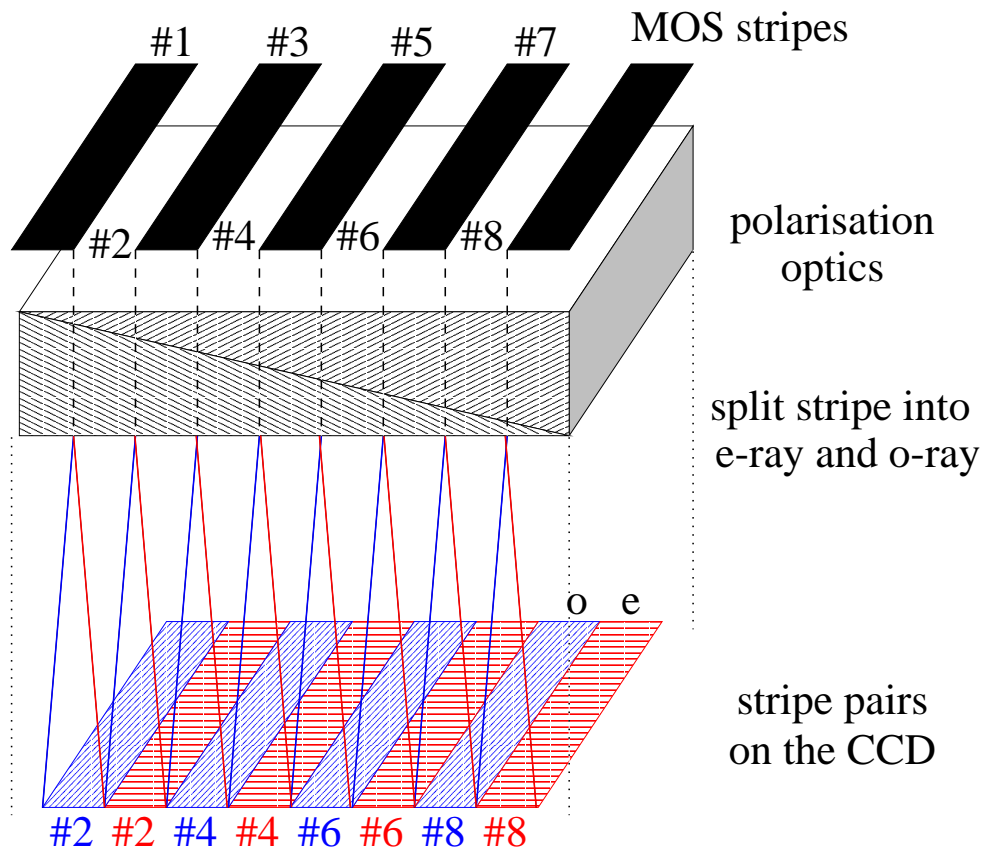 #1 #3 #5 #7 MOS stripes
#2 #4 #6 #8
polarisation
optics
split stripe into
e-ray and o-ray
o e
stripe pairs
on the CCD
#2 #2 #4 #4 #6 #6 #8 #8